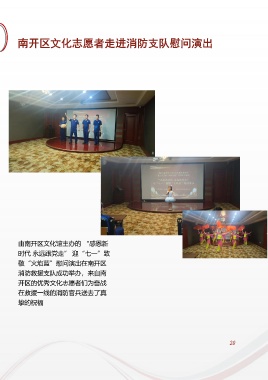 南开区文化志愿者走进消防支队慰问演出
由南开区文化馆主办的 “感恩新
时代 永远跟党走” 迎“七一”致
敬“火焰蓝”慰问演出在南开区
消防救援支队成功举办，来自南
开区的优秀文化志愿者们为奋战
在救援一线的消防官兵送去了真
挚的祝福